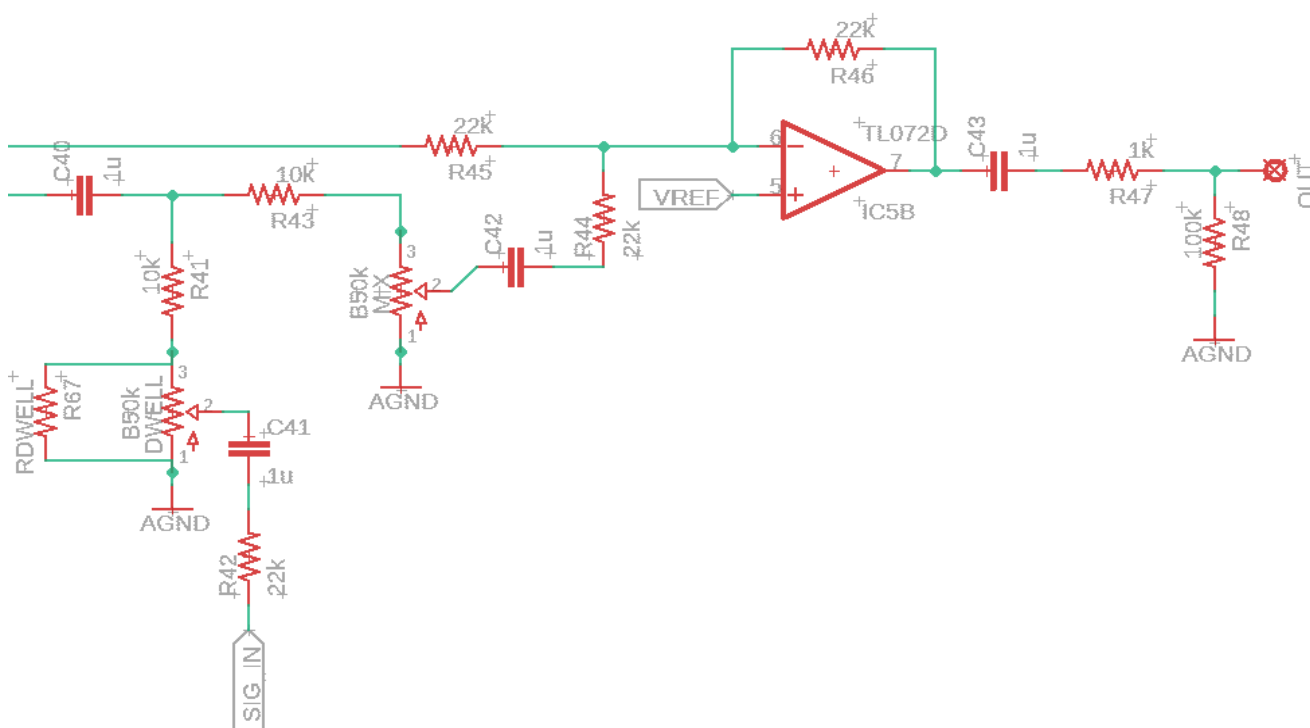 22k
R46
C40
1u
22k
R45
10k
R43
6
5
7
TL072D
IC5B
VREF
C43
1u
1k
R47
OUT
100k
R48
AGND
C42
1u
R44
22k
10k
R41
3
B50k
MIX
2
1
AGND
RDWELL
R67
3
B50k
DWELL
2
1
AGND
C41
1u
R42
22k
SIG_IN